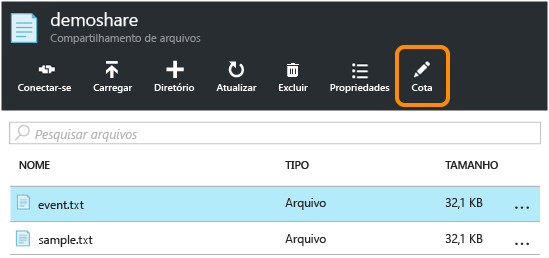 demoshare
Compartilhamento de arquivos
Conectar-se Carregar Diretório Atualizar Excluir Propriedades Cota
Pesquisar arquivos
NOME TIPO TAMANHO
event.txt Arquivo 32,1 KB ...
sample.txt Arquivo 32,1 KB ...